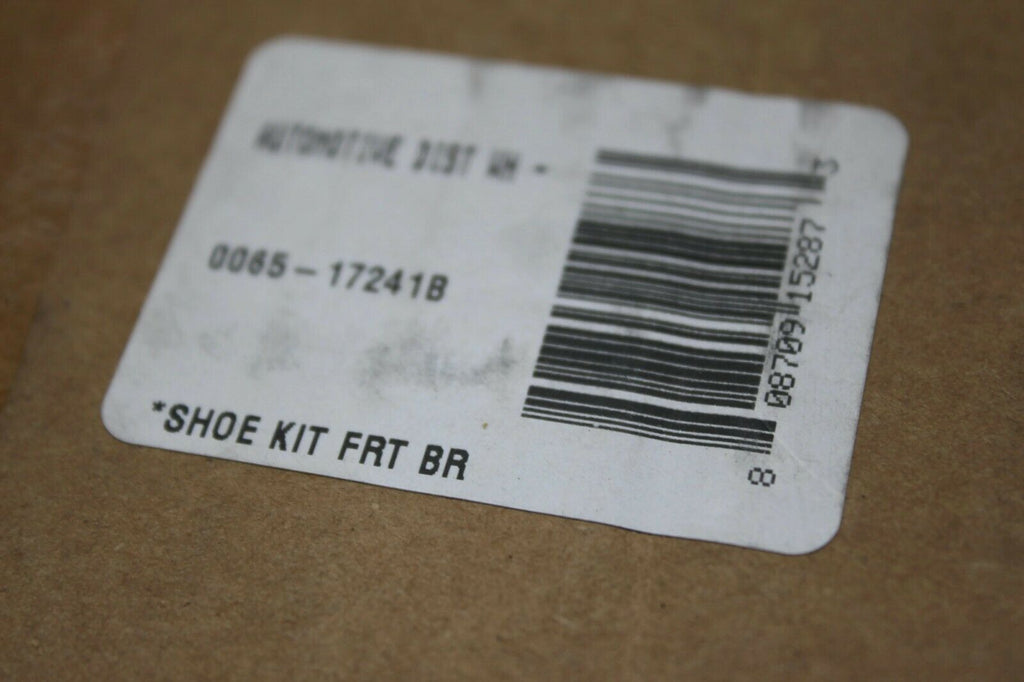 AUTOMOTIVE DIST WH -
0065-17241B
*SHOE KIT FRT BR
8 08709 15287 3